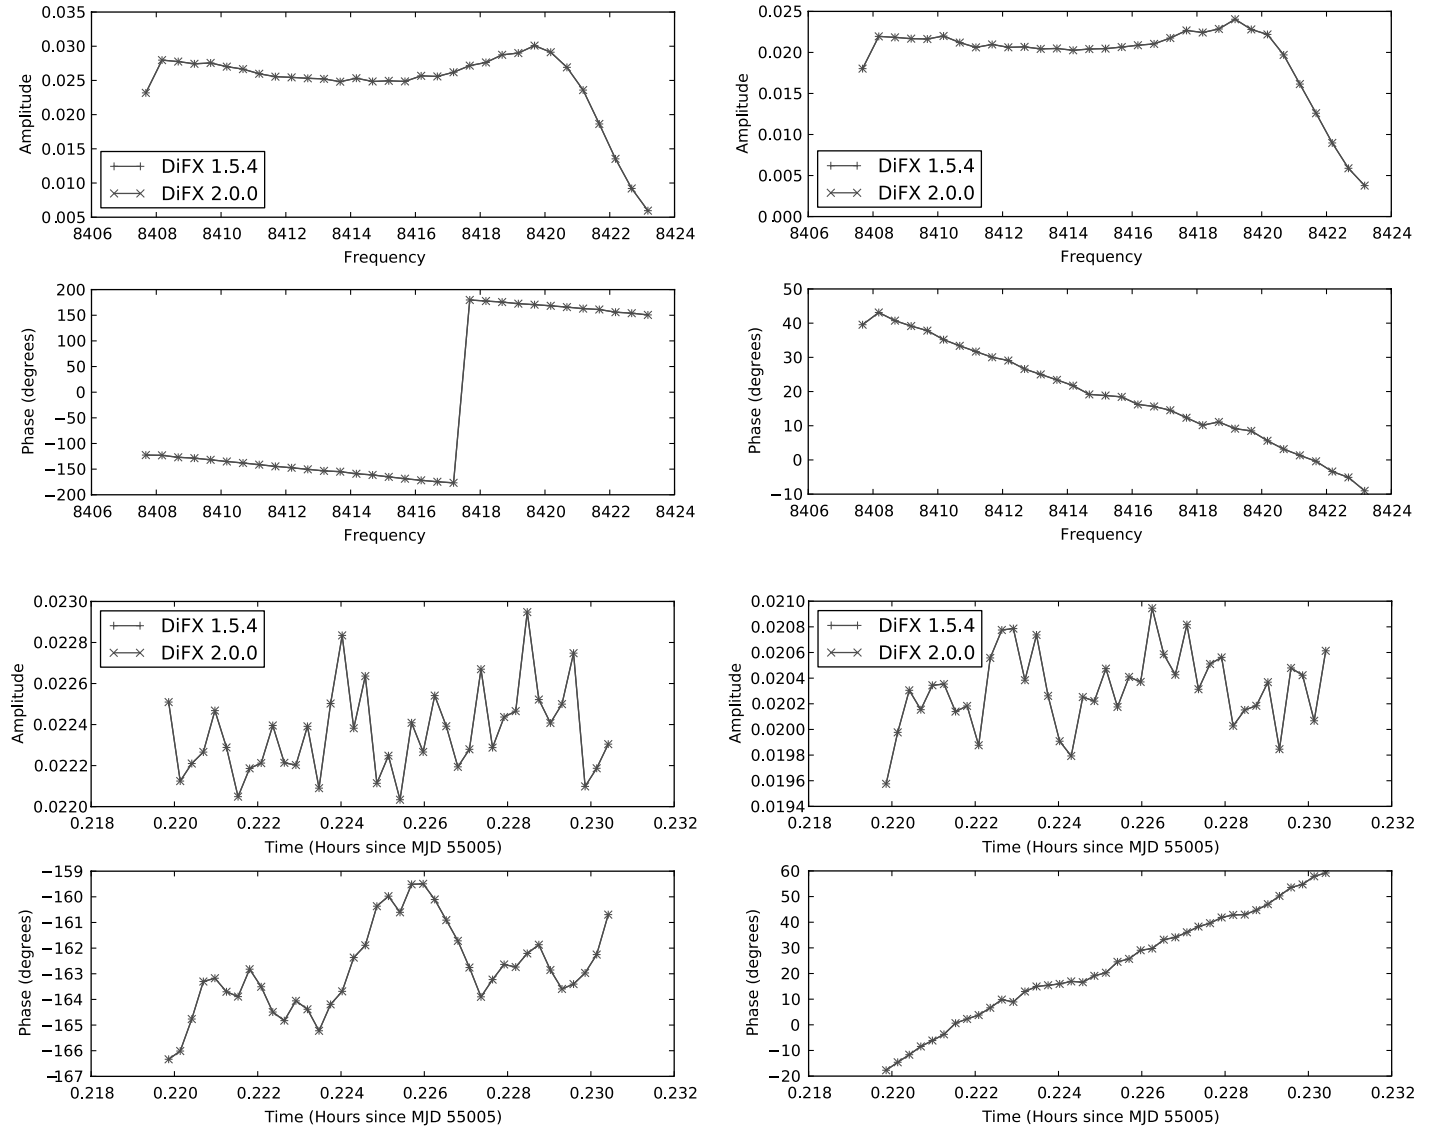 0.035
0.030
0.025
0.020
0.015
0.010
0.005
Amplitude
DiFX 1.5.4
DiFX 2.0.0
8406 8408 8410 8412 8414 8416 8418 8420 8422 8424
Frequency
0.025
0.020
0.015
0.010
0.005
0.000
Amplitude
DiFX 1.5.4
DiFX 2.0.0
8406 8408 8410 8412 8414 8416 8418 8420 8422 8424
Frequency
200
150
100
50
0
−50
−100
−150
−200
Phase (degrees)
8406 8408 8410 8412 8414 8416 8418 8420 8422 8424
Frequency
50
40
30
20
10
0
−10
Phase (degrees)
8406 8408 8410 8412 8414 8416 8418 8420 8422 8424
Frequency
0.0230
0.0228
0.0226
0.0224
0.0222
0.0220
Amplitude
DiFX 1.5.4
DiFX 2.0.0
0.218 0.220 0.222 0.224 0.226 0.228 0.230 0.232
Time (Hours since MJD 55005)
0.0210
0.0208
0.0206
0.0204
0.0202
0.0200
0.0198
0.0196
0.0194
Amplitude
DiFX 1.5.4
DiFX 2.0.0
0.218 0.220 0.222 0.224 0.226 0.228 0.230 0.232
Time (Hours since MJD 55005)
−159
−160
−161
−162
−163
−164
−165
−166
−167
Phase (degrees)
0.218 0.220 0.222 0.224 0.226 0.228 0.230 0.232
Time (Hours since MJD 55005)
60
50
40
30
20
10
0
−10
−20
Phase (degrees)
0.218 0.220 0.222 0.224 0.226 0.228 0.230 0.232
Time (Hours since MJD 55005)